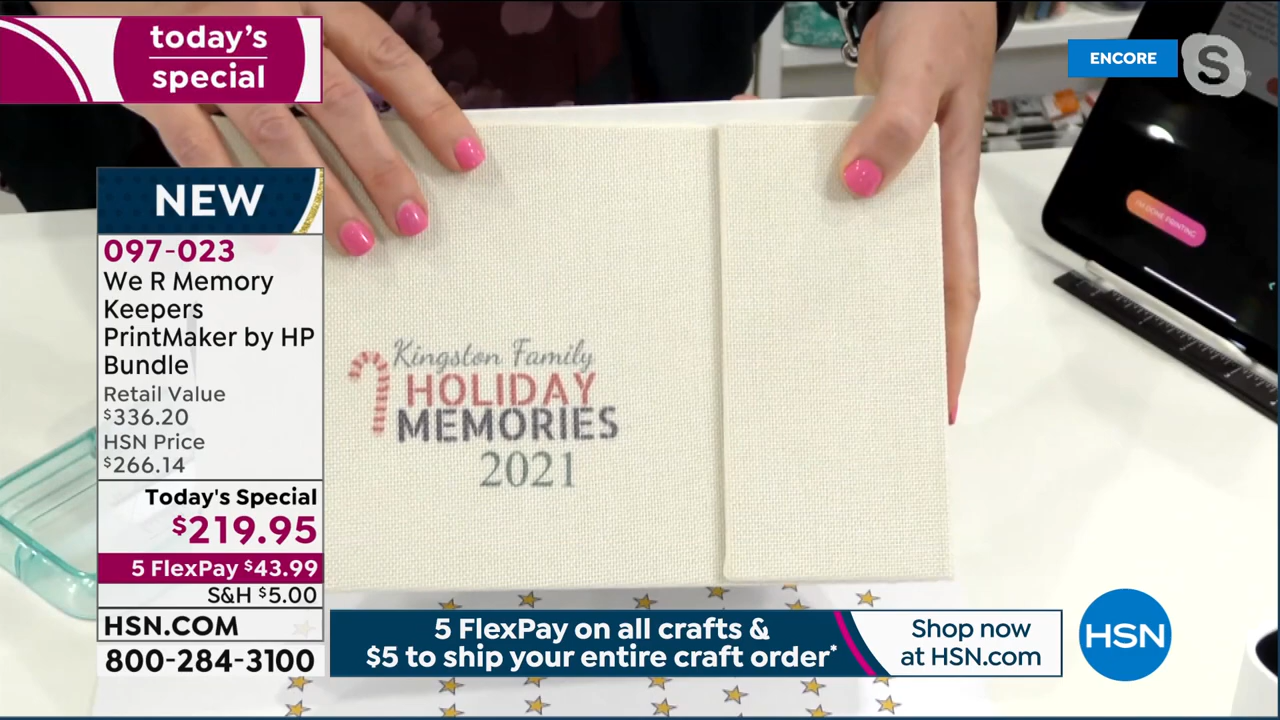 today's
special
ENCORE
S
NEW
097-023
We R Memory
Keepers
PrintMaker by HP
Bundle
Retail Value
$336.20
HSN Price
$266.14
Today's Special
$219.95
5 FlexPay $43.99
S&H $5.00
HSN.COM
800-284-3100
Kingston Family
HOLIDAY
MEMORIES
2021
I'M DONE PRINTING
5 FlexPay on all crafts &
$5 to ship your entire craft order*
Shop now
at HSN.com
HSN